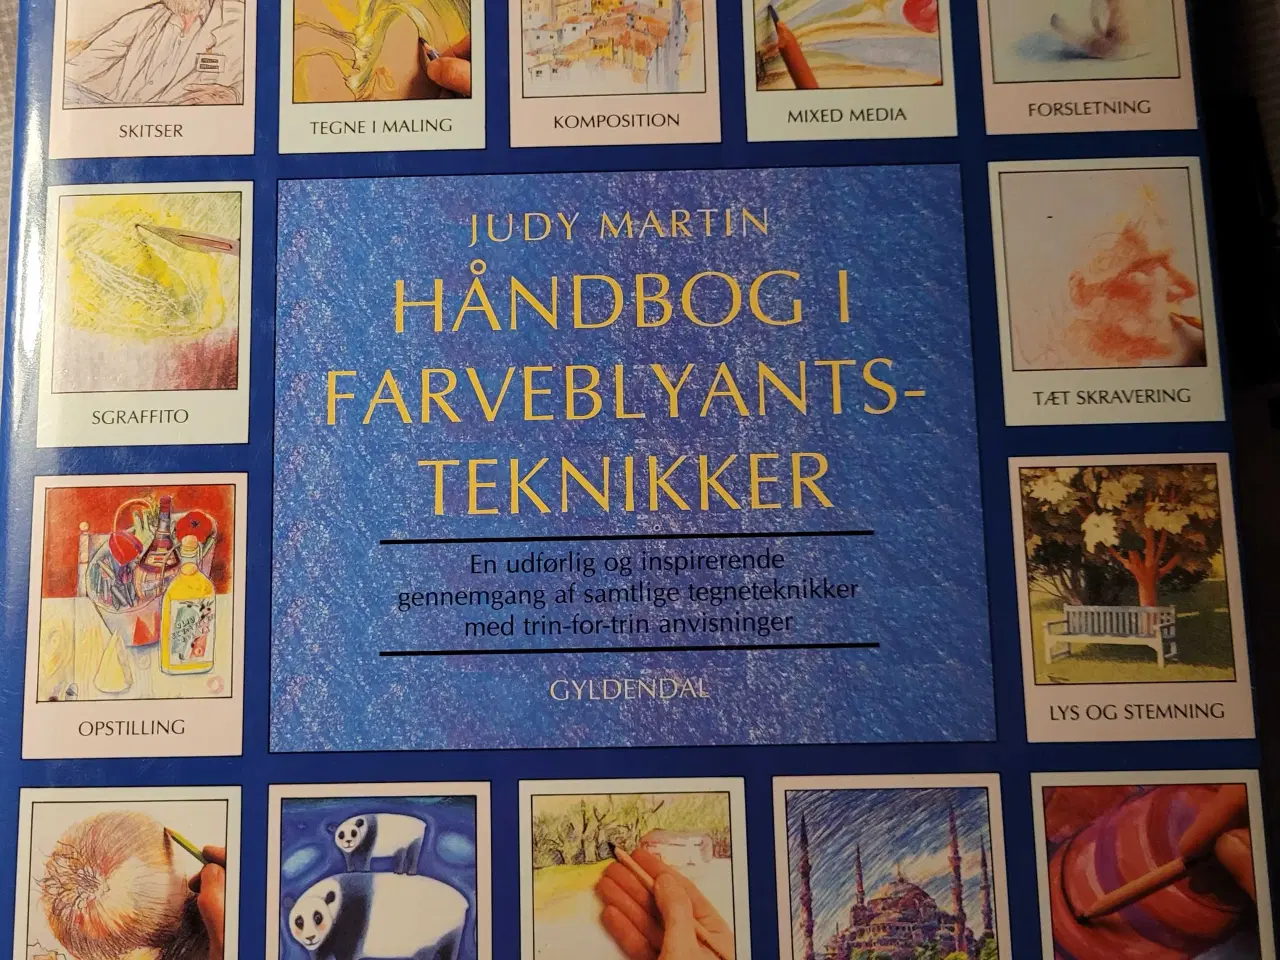 SKITSER
TEGNE I MALING
KOMPOSITION
MIXED MEDIA
FORSLETNING
JUDY MARTIN
HÅNDBOG I
FARVEBLYANTS-
TEKNIKKER
En udførlig og inspirerende
gennemgang af samtlige tegneteknikker
med trin-for-trin anvisninger
GYLDENDAL
SGRAFFITO
TÆT SKRAVERING
OPSTILLING
LYS OG STEMNING